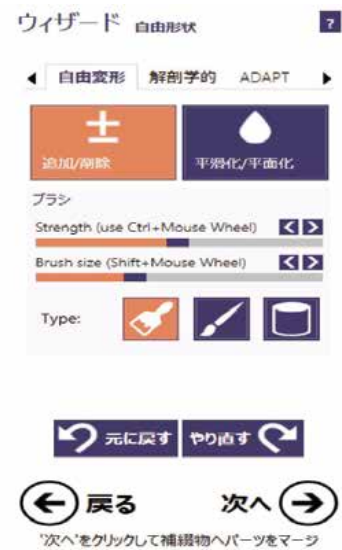 ウィザード 自由形状 ?
自由変形 解剖学的 ADAPT
追加/削除 平滑化/平面化
ブラシ
Strength (use Ctrl+Mouse Wheel)
Brush size (Shift+Mouse Wheel)
Type:
元に戻す やり直す
戻る 次へ
"次へ"をクリックして補綴物へパーツをマージ